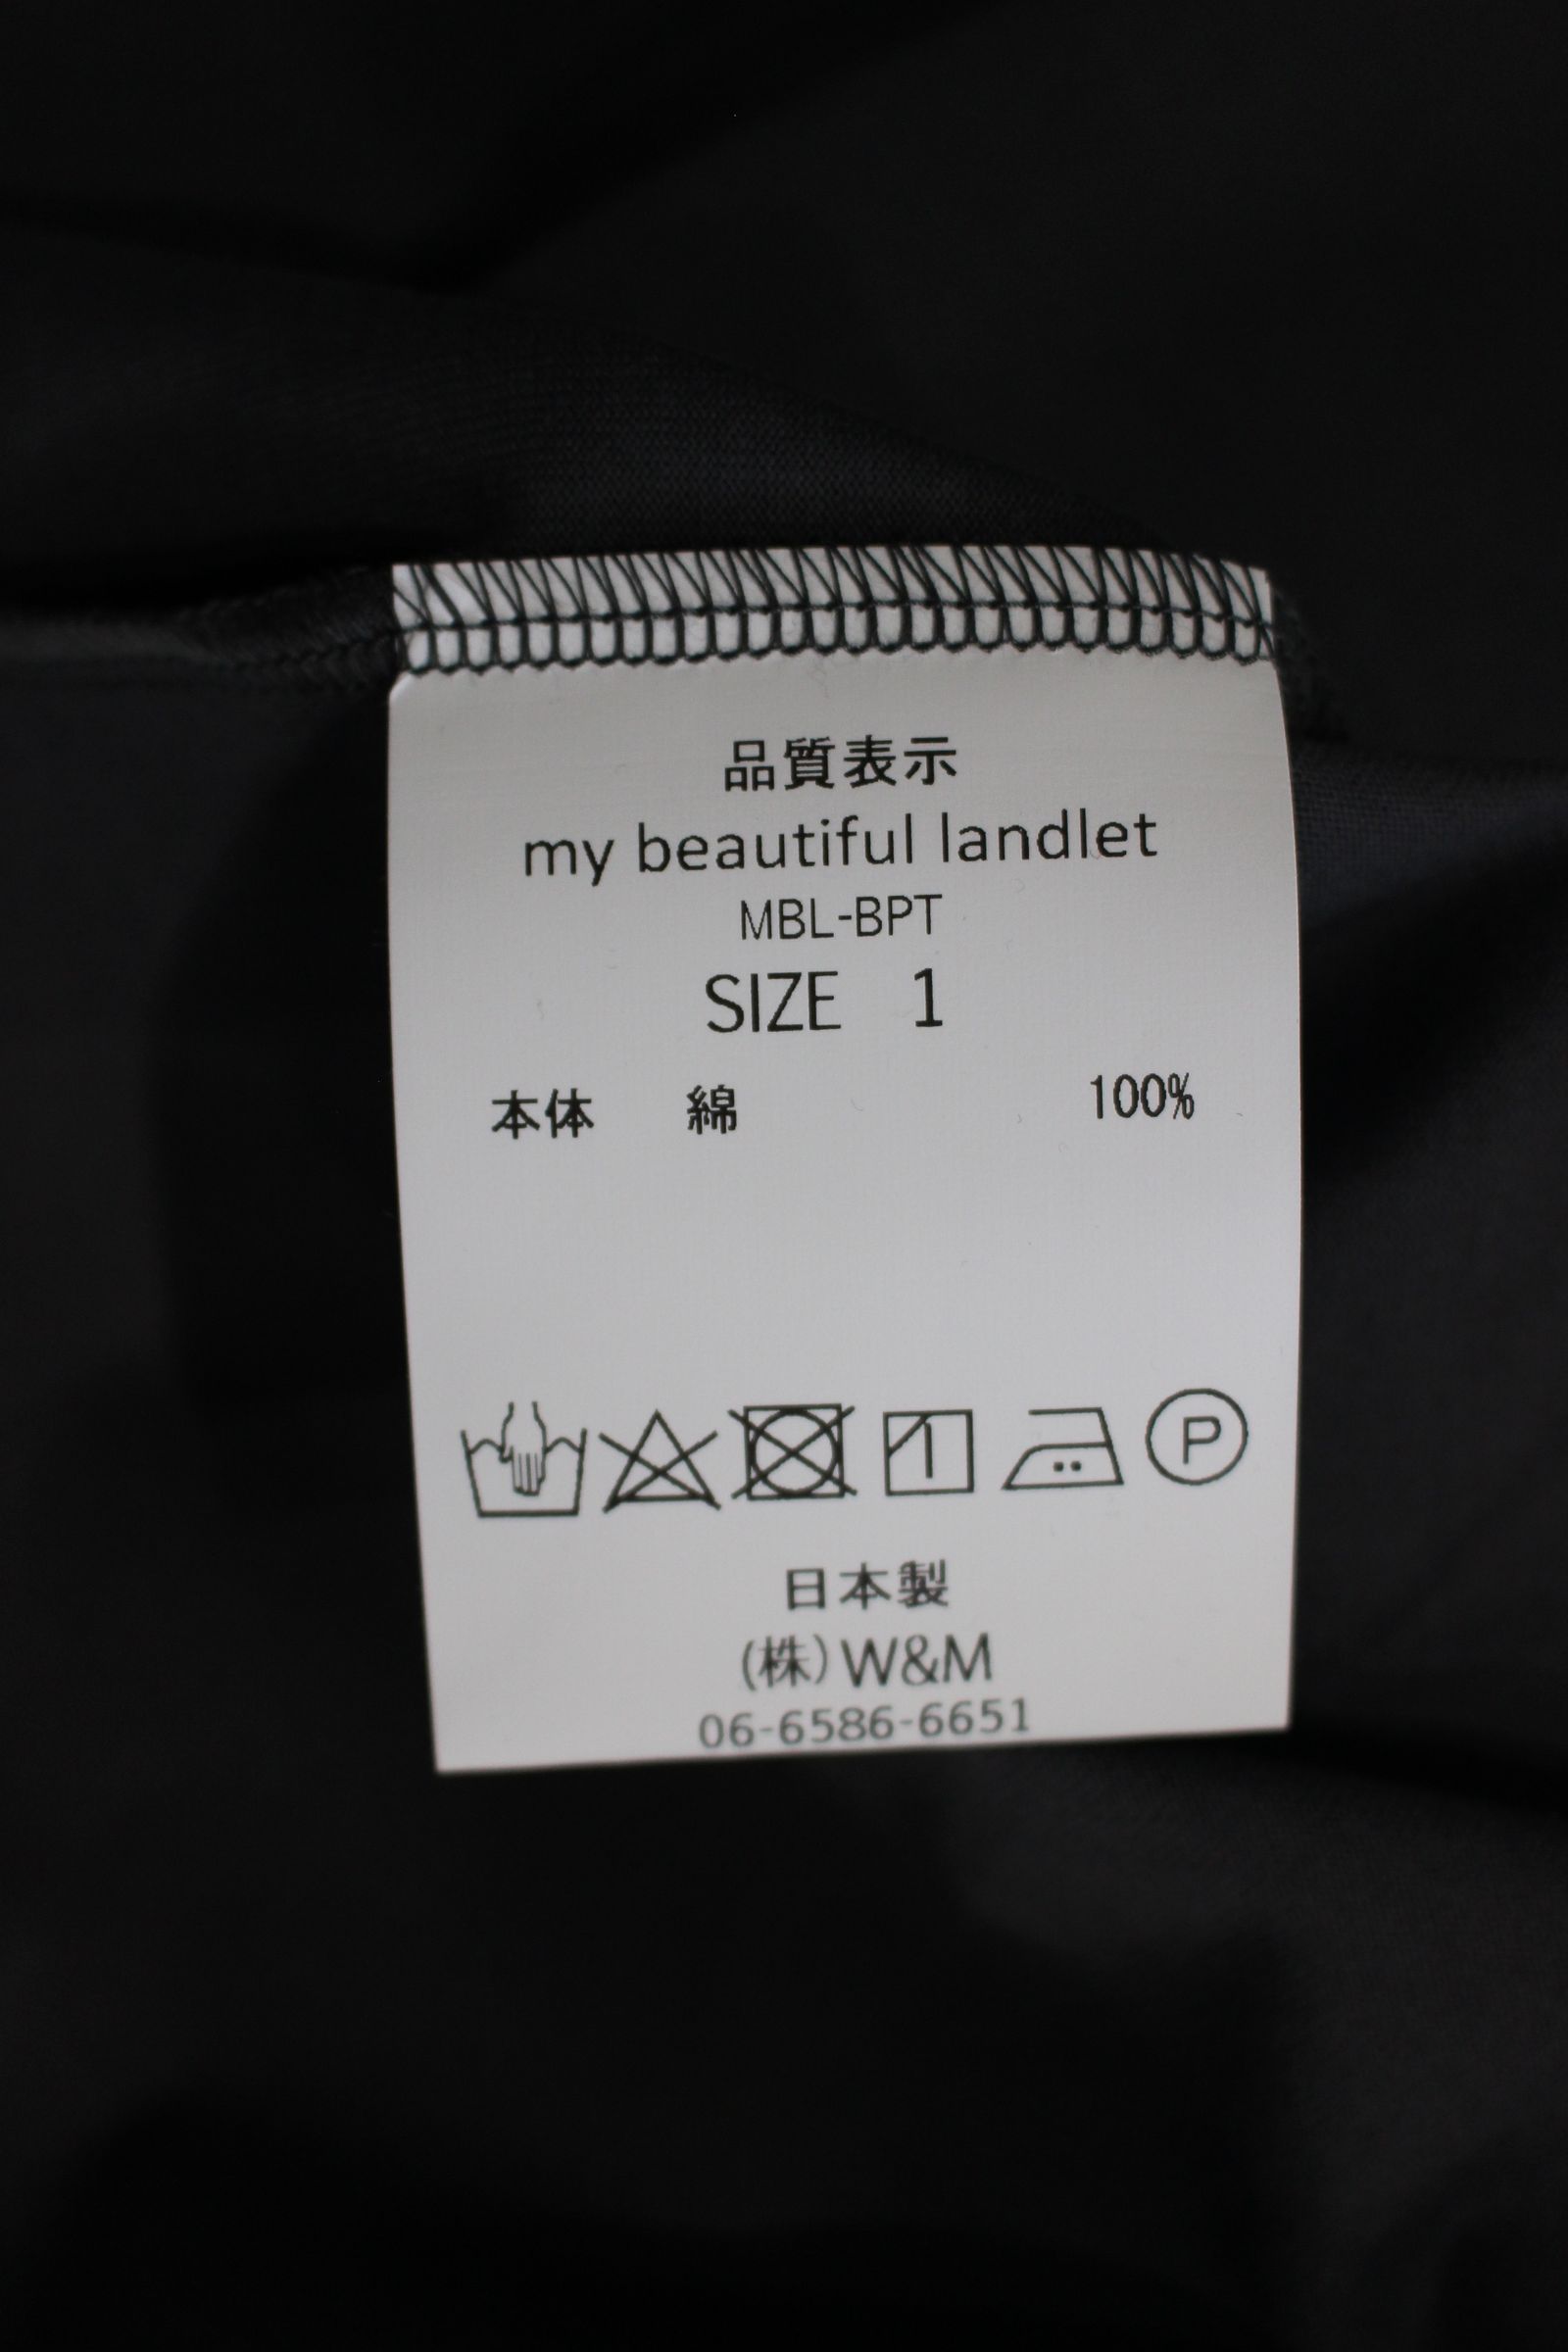 品質表示
my beautiful landlet
MBL-BPT
SIZE 1
本体 綿 100%
P
日本製
(株)W&M
06-6586-6651